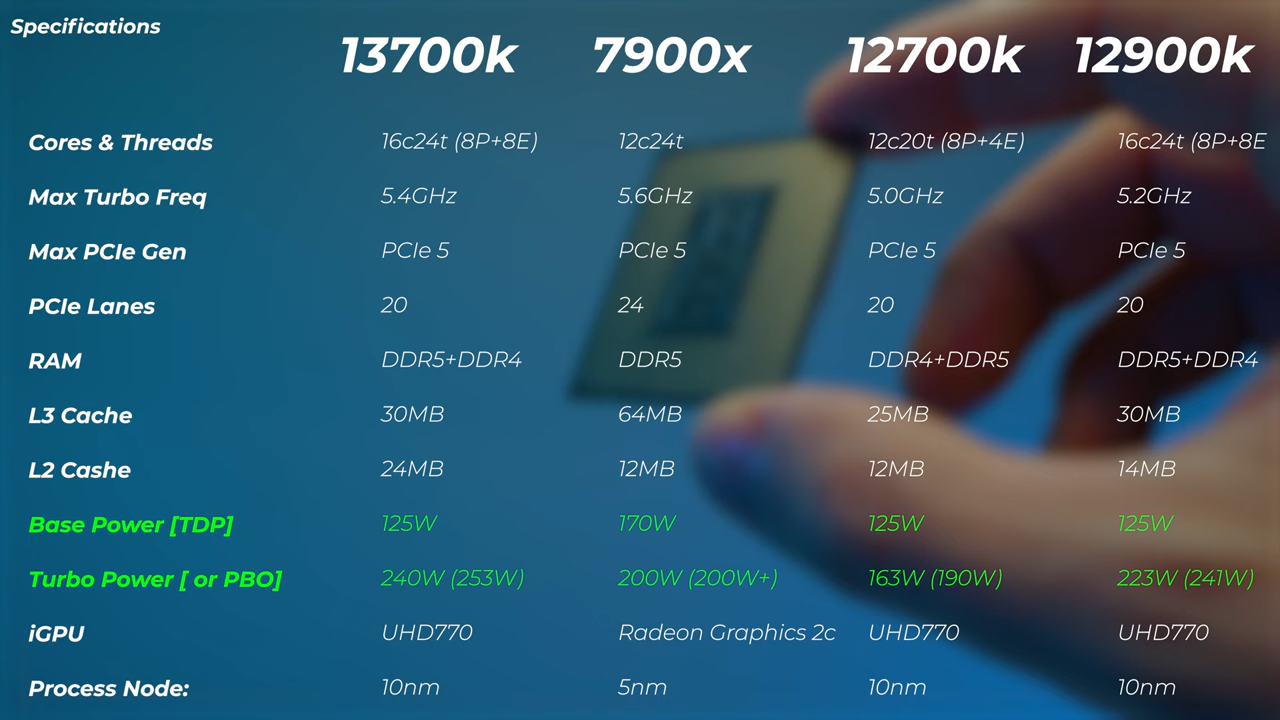 Specifications
13700k 7900x 12700k 12900k
Cores & Threads 16c24t (8P+8E) 12c24t 12c20t (8P+4E) 16c24t (8P+8E
Max Turbo Freq 5.4GHz 5.6GHz 5.0GHz 5.2GHz
Max PCIe Gen PCIe 5 PCIe 5 PCIe 5 PCIe 5
PCIe Lanes 20 24 20 20
RAM DDR5+DDR4 DDR5 DDR4+DDR5 DDR5+DDR4
L3 Cache 30MB 64MB 25MB 30MB
L2 Cashe 24MB 12MB 12MB 14MB
Base Power [TDP] 125W 170W 125W 125W
Turbo Power [ or PBO] 240W (253W) 200W (200W+) 163W (190W) 223W (241W)
iGPU UHD770 Radeon Graphics 2c UHD770 UHD770
Process Node: 10nm 5nm 10nm 10nm